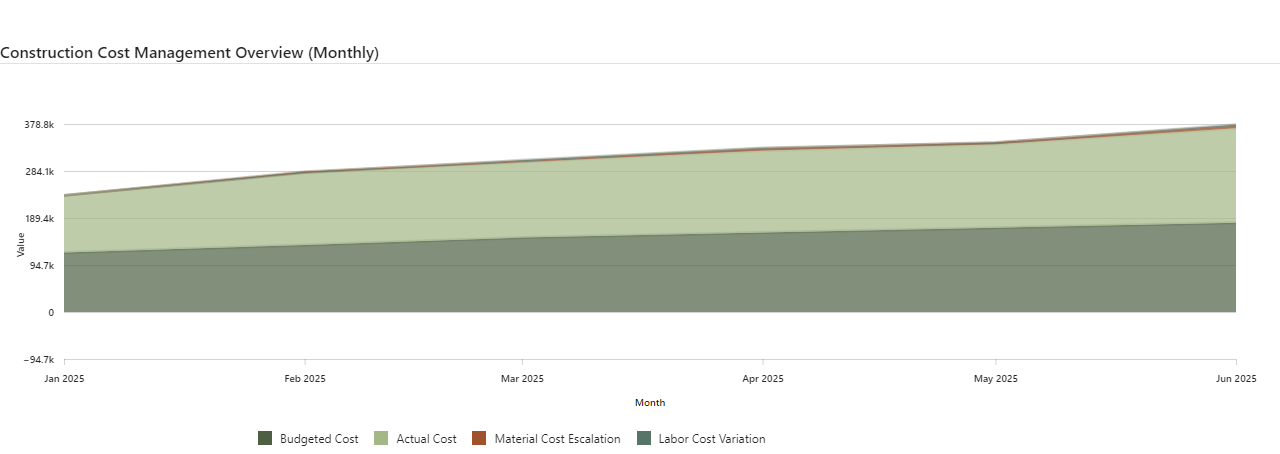 Construction Cost Management Overview (Monthly)
378.8k
284.1k
189.4k
94.7k
0
−94.7k
Value
Jan 2025 Feb 2025 Mar 2025 Apr 2025 May 2025 Jun 2025
Month
Budgeted Cost Actual Cost Material Cost Escalation Labor Cost Variation